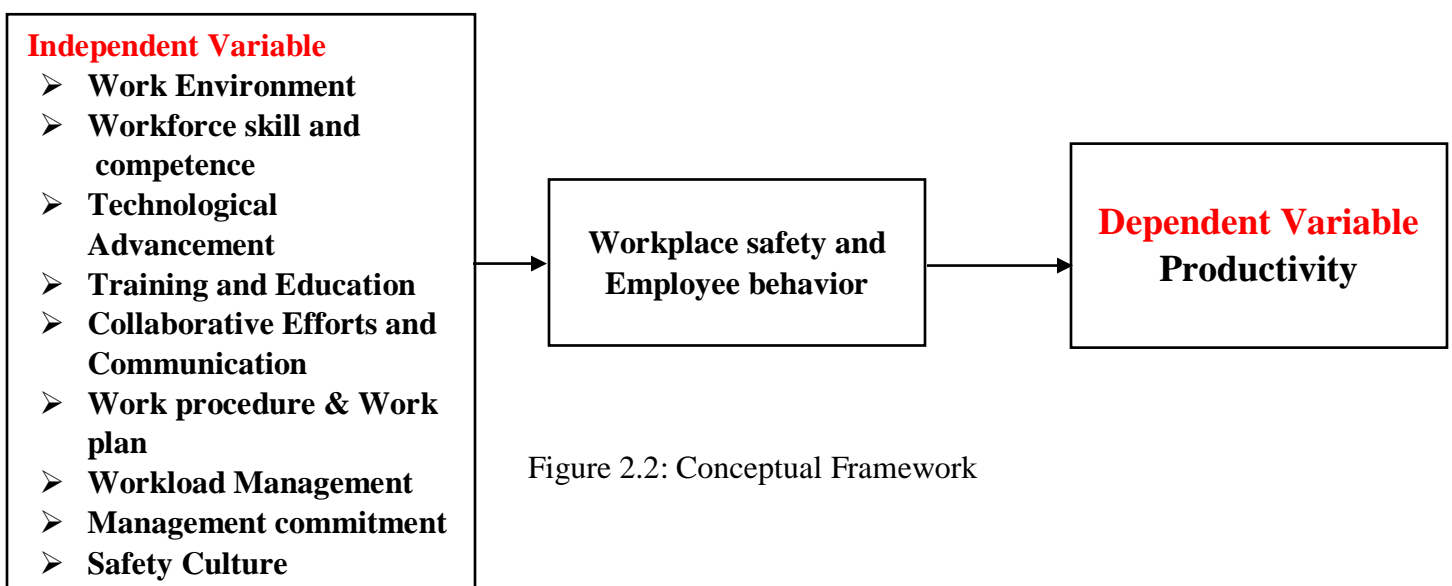 Independent Variable
➢ Work Environment
➢ Workforce skill and
competence
➢ Technological
Advancement
➢ Training and Education
➢ Collaborative Efforts and
Communication
➢ Work procedure & Work
plan
➢ Workload Management
➢ Management commitment
➢ Safety Culture
Workplace safety and
Employee behavior
Dependent Variable
Productivity
Figure 2.2: Conceptual Framework